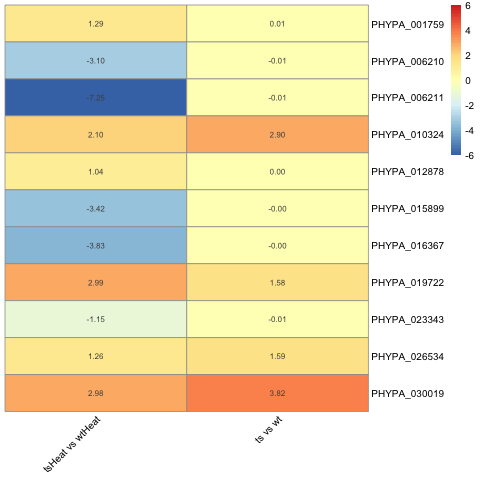 1.29 0.01 PHYPA_001759
-3.10 -0.01 PHYPA_006210
-7.25 -0.01 PHYPA_006211
2.10 2.90 PHYPA_010324
1.04 0.00 PHYPA_012878
-3.42 -0.00 PHYPA_015899
-3.83 -0.00 PHYPA_016367
2.99 1.58 PHYPA_019722
-1.15 -0.01 PHYPA_023343
1.26 1.59 PHYPA_026534
2.98 3.82 PHYPA_030019
tsHeat vs wtHeat
ts vs wt
6
4
2
0
-2
-4
-6